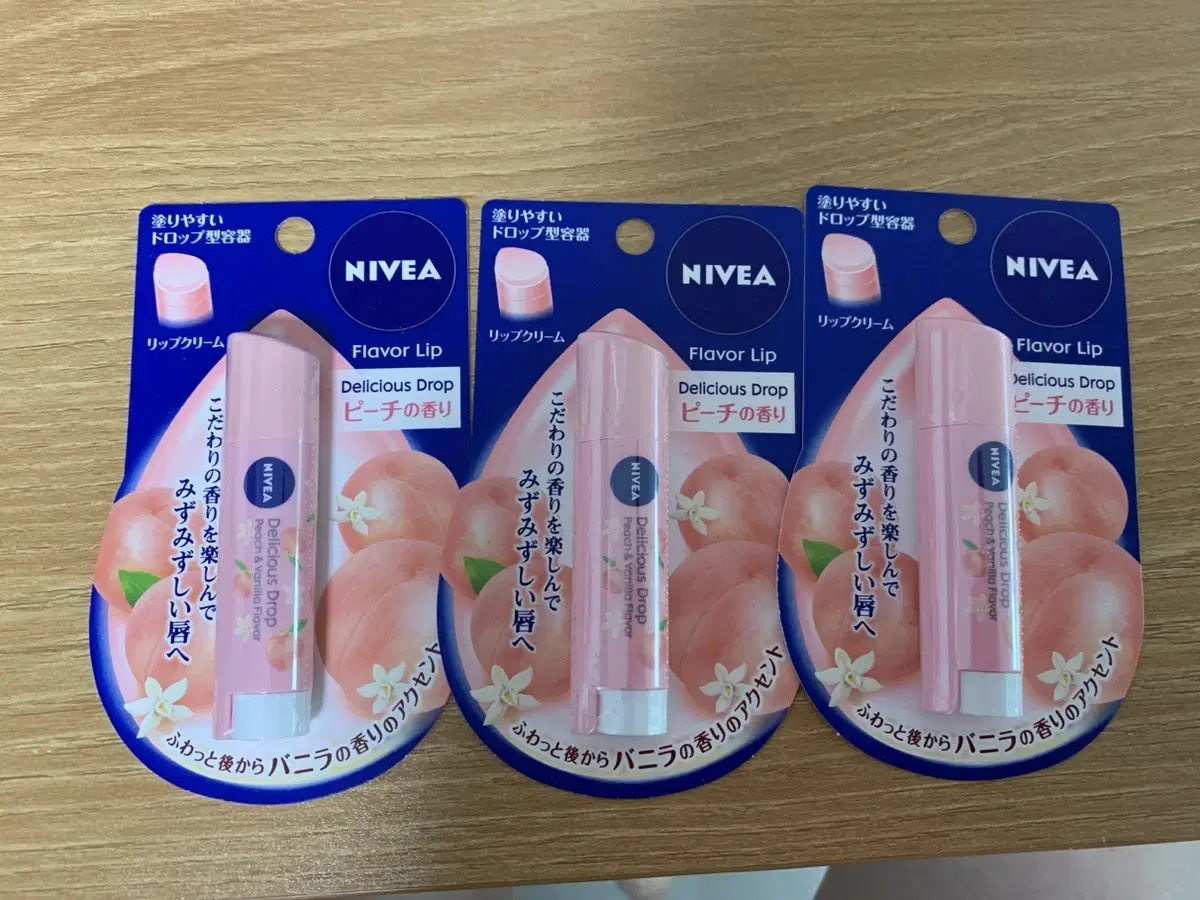 塗りやすい
ドロップ型容器
NIVEA
リップクリーム
Flavor Lip
Delicious Drop
ピーチの香り
こだわりの香りを楽しんで
みずみずしい唇へ
NIVEA
Delicious Drop
Peach & Vanilla Flavor
ふわっと後からバニラの香りのアクセント
塗りやすい
ドロップ型容器
NIVEA
リップクリーム
Flavor Lip
Delicious Drop
ピーチの香り
こだわりの香りを楽しんで
みずみずしい唇へ
NIVEA
Delicious Drop
Peach & Vanilla Flavor
ふわっと後からバニラの香りのアクセント
塗りやすい
ドロップ型容器
NIVEA
リップクリーム
Flavor Lip
Delicious Drop
ピーチの香り
こだわりの香りを楽しんで
みずみずしい唇へ
NIVEA
Delicious Drop
Peach & Vanilla Flavor
ふわっと後からバニラの香りのアクセント